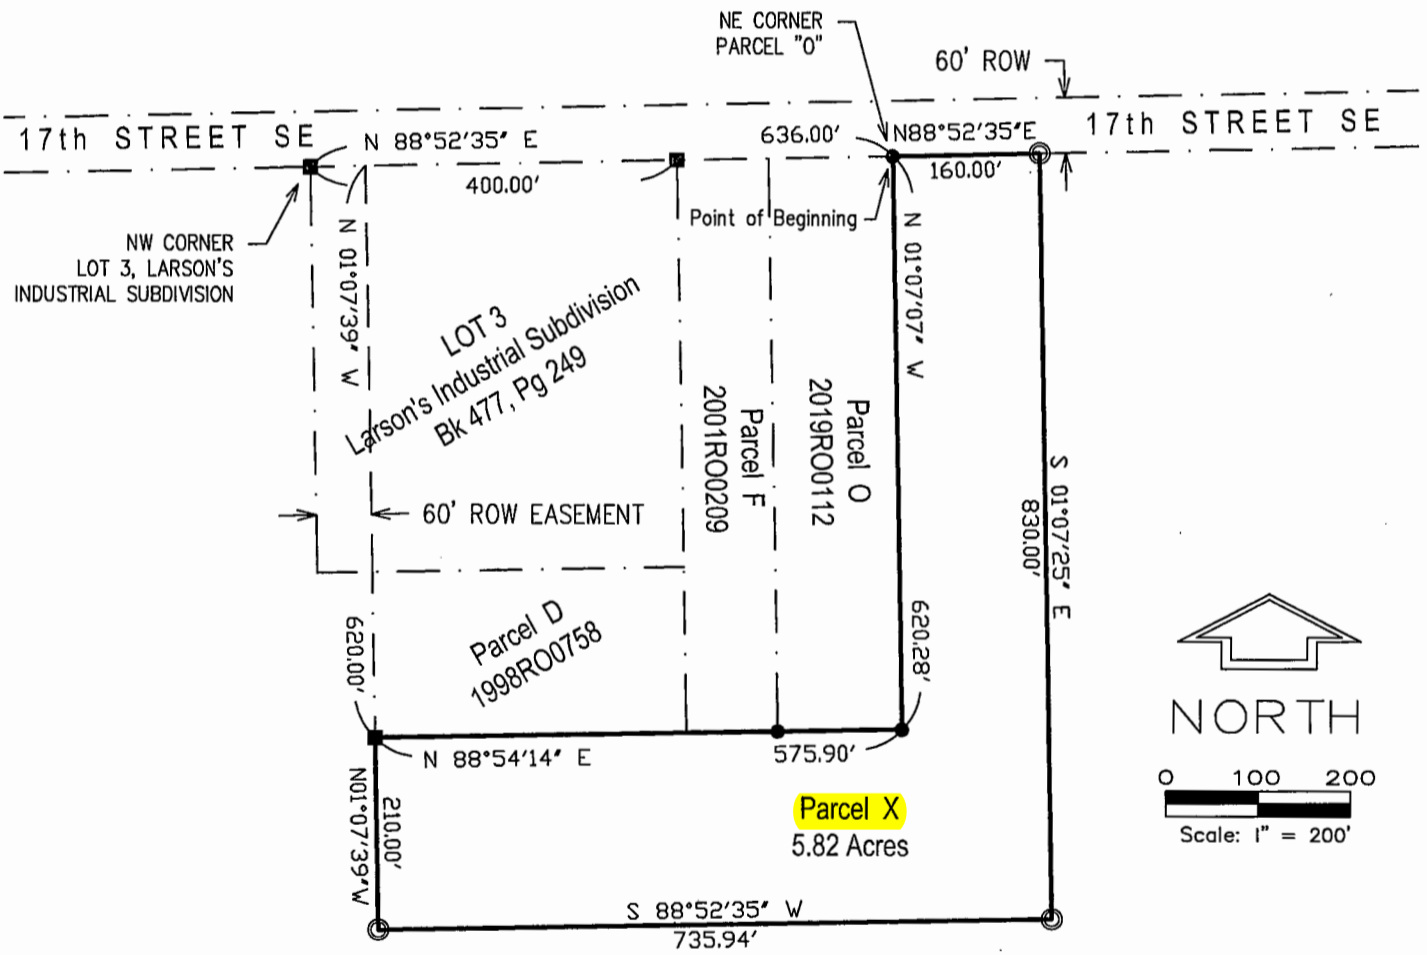 NE CORNER
PARCEL "O"
60' ROW
17th STREET SE
N 88°52'35" E
636.00'
N88°52'35"E
17th STREET SE
400.00'
160.00'
Point of Beginning
NW CORNER
LOT 3, LARSON'S
INDUSTRIAL SUBDIVISION
N 01°07'39" W
LOT 3
Larson's Industrial Subdivision
Bk 477, Pg 249
Parcel F
2001RO0209
Parcel O
2019RO0112
N 01°07'07" W
S 01°07'25" E
830.00'
60' ROW EASEMENT
Parcel D
1998RO0758
620.00'
620.28'
N 88°54'14" E
575.90'
N01°07'39"W
210.00'
Parcel X
5.82 Acres
S 88°52'35" W
735.94'
NORTH
0 100 200
Scale: 1" = 200'